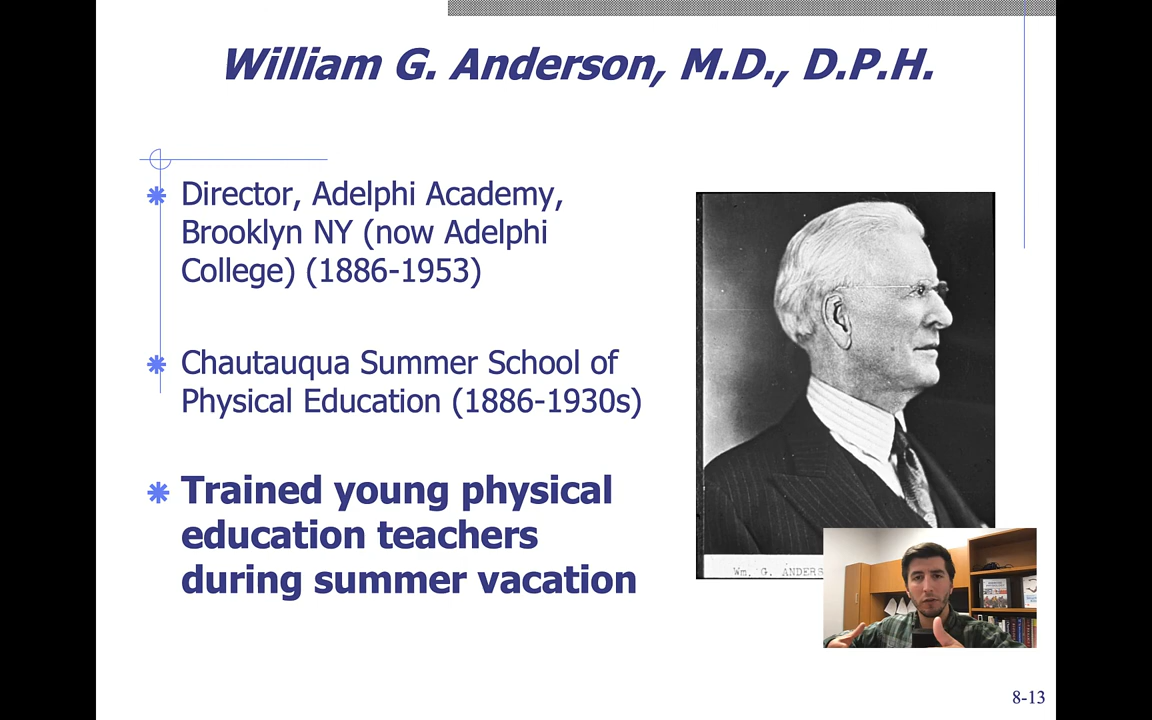 William G. Anderson, M.D., D.P.H.
Director, Adelphi Academy,
Brooklyn NY (now Adelphi
College) (1886-1953)
Chautauqua Summer School of
Physical Education (1886-1930s)
Trained young physical
education teachers
during summer vacation
Wm. G. ANDERS
8-13